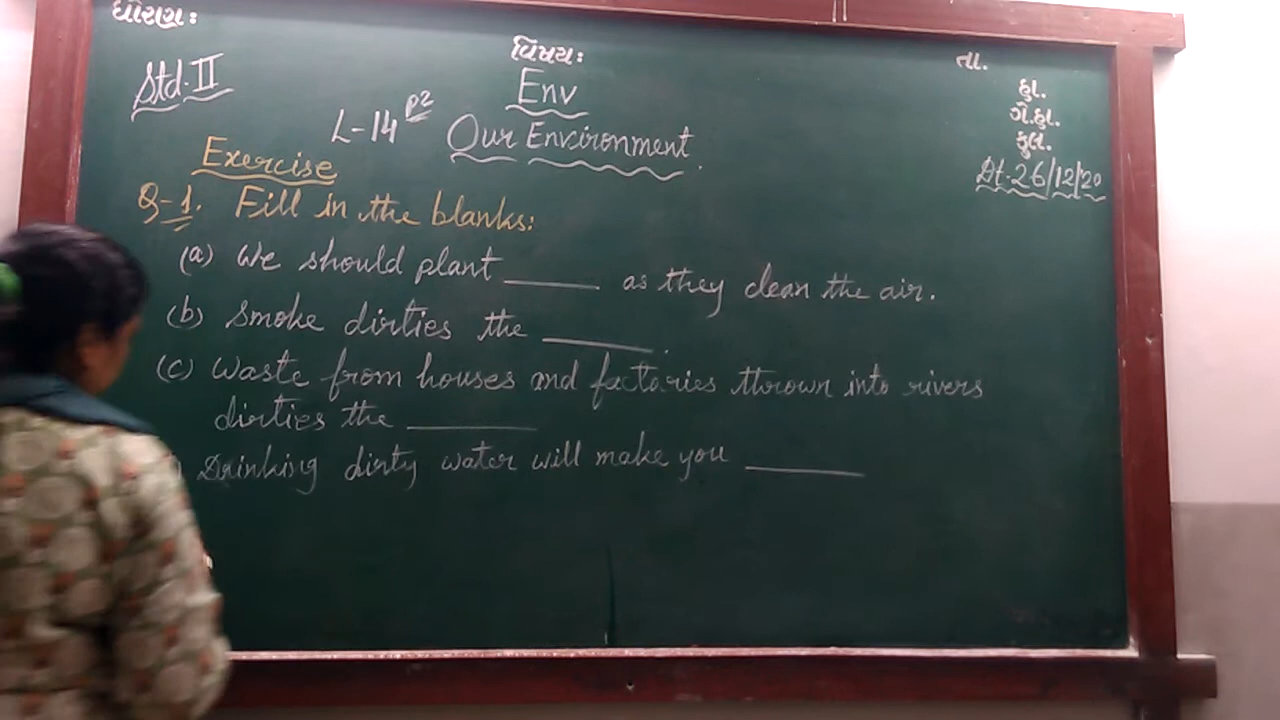 ધોરણ:
વિષય:
તા.
Std. II
Env
હા.
ગે.હા.
કુલ.
L-14 P2 Our Environment.
Dt. 26/12/20
Exercise
Q-1. Fill in the blanks:
(a) We should plant ______ as they clean the air.
(b) Smoke dirties the ______.
(c) Waste from houses and factories thrown into rivers
dirties the ______
) Drinking dirty water will make you ______